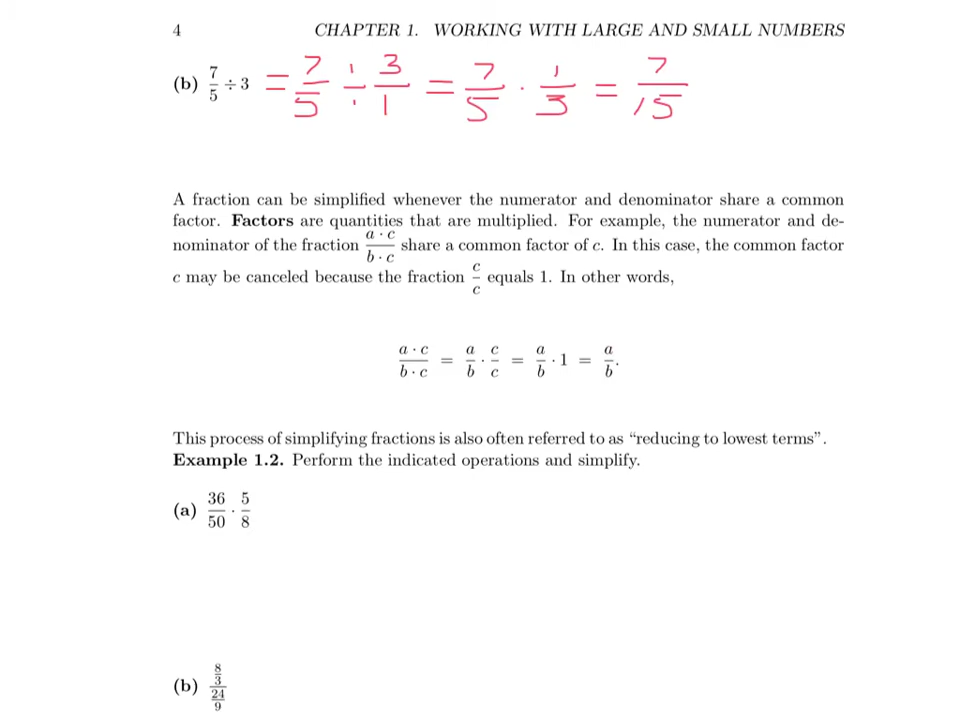 4 CHAPTER 1. WORKING WITH LARGE AND SMALL NUMBERS
(b) 7/5 ÷ 3 = 7/5 ÷ 3/1 = 7/5 · 1/3 = 7/15
A fraction can be simplified whenever the numerator and denominator share a common
factor. Factors are quantities that are multiplied. For example, the numerator and de-
nominator of the fraction a · c/b · c share a common factor of c. In this case, the common factor
c may be canceled because the fraction c/c equals 1. In other words,
a · c/b · c = a/b · c/c = a/b · 1 = a/b.
This process of simplifying fractions is also often referred to as “reducing to lowest terms”.
Example 1.2. Perform the indicated operations and simplify.
(a) 36/50 · 5/8
(b) 8/3/24/9